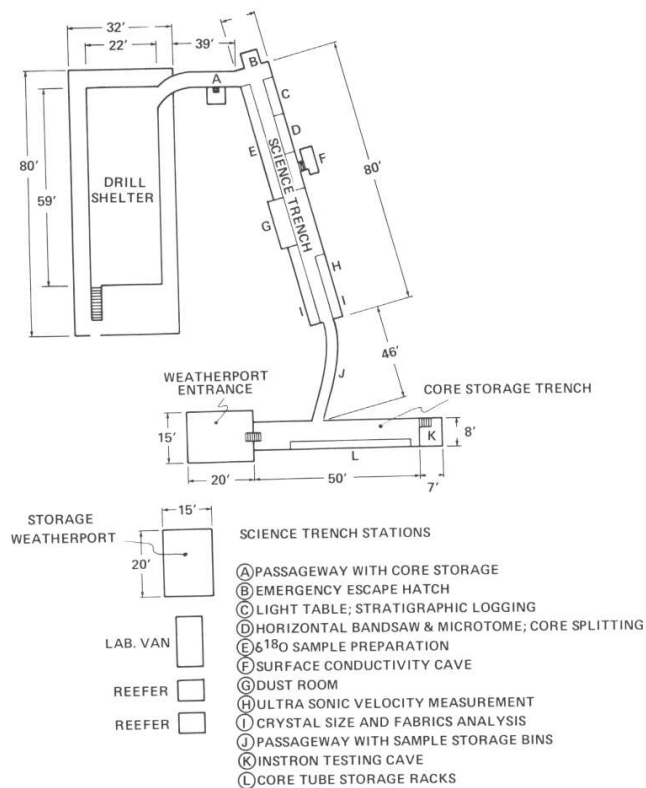 32'
22'
39'
B
A
C
D
F
E
SCIENCE TRENCH
80'
80'
59'
DRILL
SHELTER
G
H
I
I
46'
J
WEATHERPORT
ENTRANCE
CORE STORAGE TRENCH
15'
K
8'
L
20'
50'
7'
15'
STORAGE
WEATHERPORT
20'
LAB. VAN
REEFER
REEFER
SCIENCE TRENCH STATIONS
Ⓐ PASSAGEWAY WITH CORE STORAGE
Ⓑ EMERGENCY ESCAPE HATCH
Ⓒ LIGHT TABLE; STRATIGRAPHIC LOGGING
Ⓓ HORIZONTAL BANDSAW & MICROTOME; CORE SPLITTING
Ⓔ δ¹⁸O SAMPLE PREPARATION
Ⓕ SURFACE CONDUCTIVITY CAVE
Ⓖ DUST ROOM
Ⓗ ULTRA SONIC VELOCITY MEASUREMENT
Ⓘ CRYSTAL SIZE AND FABRICS ANALYSIS
Ⓙ PASSAGEWAY WITH SAMPLE STORAGE BINS
Ⓚ INSTRON TESTING CAVE
Ⓛ CORE TUBE STORAGE RACKS